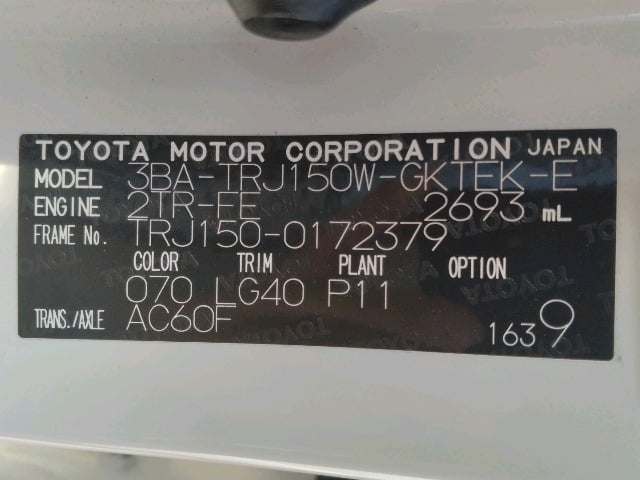 TOYOTA MOTOR CORPORATION JAPAN
MODEL 3BA-TRJ150W-GKTEK-E
ENGINE 2TR-FE 2693 mL
FRAME No. TRJ150-0172379
COLOR TRIM PLANT OPTION
070 LG40 P11
TRANS./AXLE AC60F
1639